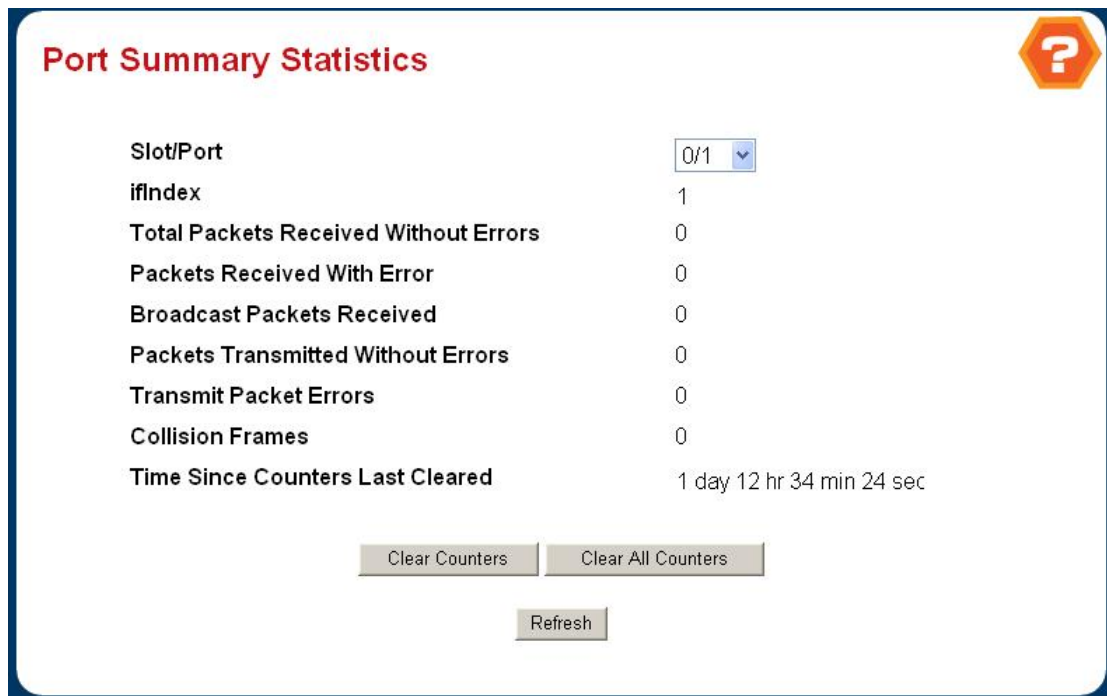 Port Summary Statistics
?
Slot/Port 0/1
ifIndex 1
Total Packets Received Without Errors 0
Packets Received With Error 0
Broadcast Packets Received 0
Packets Transmitted Without Errors 0
Transmit Packet Errors 0
Collision Frames 0
Time Since Counters Last Cleared 1 day 12 hr 34 min 24 sec
Clear Counters Clear All Counters
Refresh